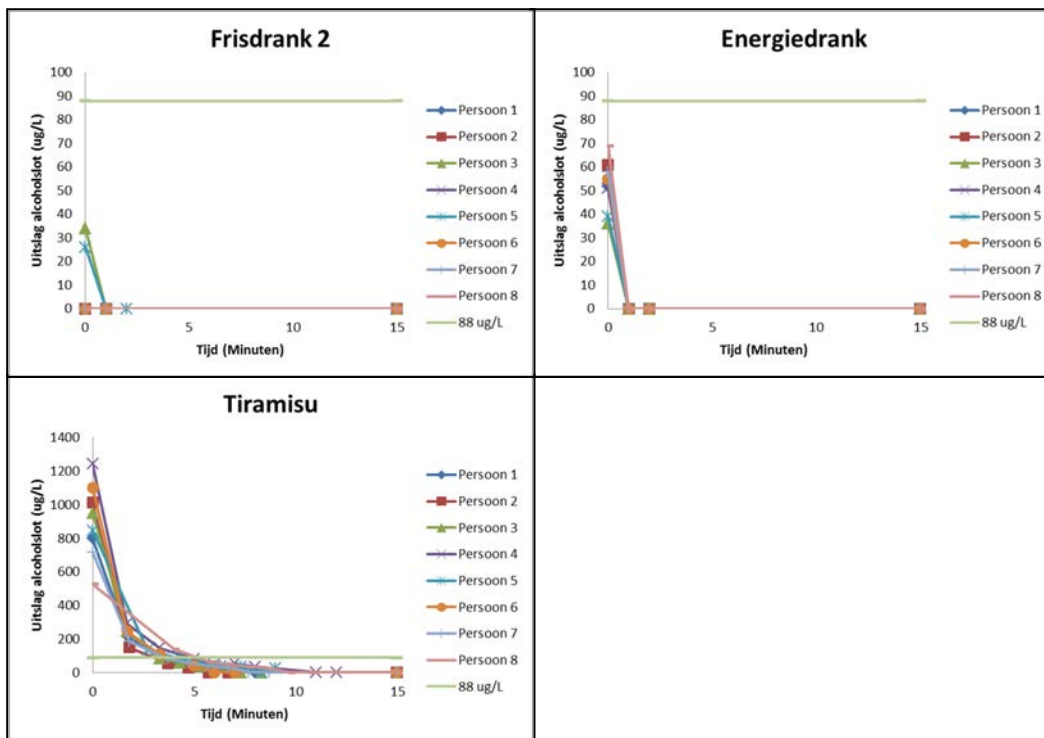 Frisdrank 2
100
90
80
70
60
50
40
30
20
10
0
Uitslag alcoholslot (ug/L)
0
5
10
15
Tijd (Minuten)
Persoon 1
Persoon 2
Persoon 3
Persoon 4
Persoon 5
Persoon 6
Persoon 7
Persoon 8
88 ug/L
Energiedrank
100
90
80
70
60
50
40
30
20
10
0
Uitslag alcoholslot (ug/L)
0
5
10
15
Tijd (Minuten)
Persoon 1
Persoon 2
Persoon 3
Persoon 4
Persoon 5
Persoon 6
Persoon 7
Persoon 8
88 ug/L
Tiramisu
1400
1200
1000
800
600
400
200
0
Uitslag alcoholslot (ug/L)
0
5
10
15
Tijd (Minuten)
Persoon 1
Persoon 2
Persoon 3
Persoon 4
Persoon 5
Persoon 6
Persoon 7
Persoon 8
88 ug/L